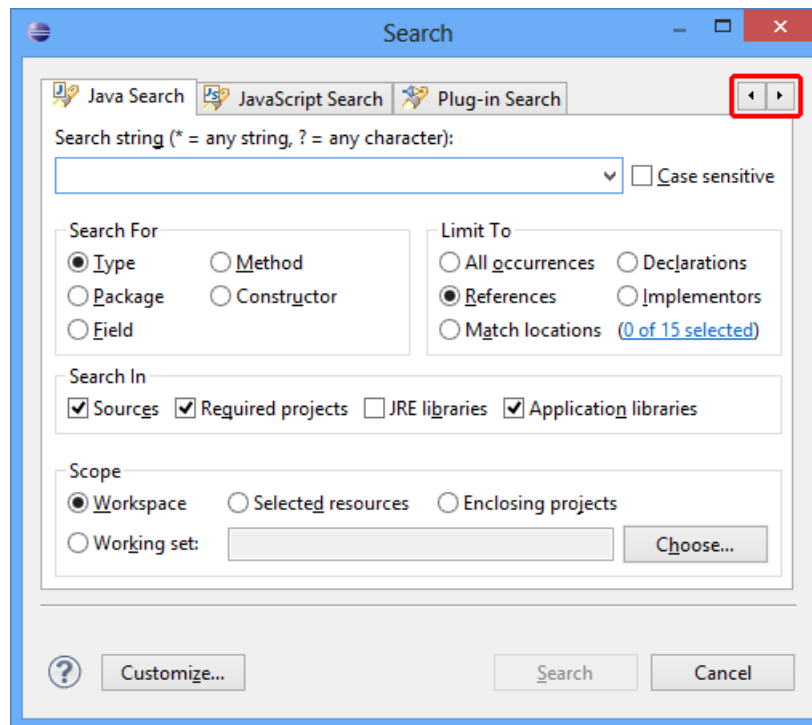 Search
Java Search JavaScript Search Plug-in Search
Search string (* = any string, ? = any character):
Case sensitive
Search For
Type Method
Package Constructor
Field
Limit To
All occurrences Declarations
References Implementors
Match locations (0 of 15 selected)
Search In
Sources Required projects JRE libraries Application libraries
Scope
Workspace Selected resources Enclosing projects
Working set: Choose...
? Customize... Search Cancel